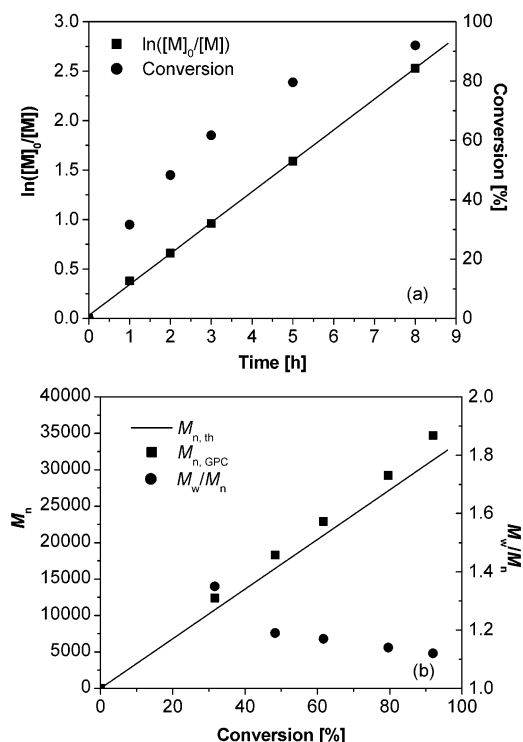 ln([M]0/[M])
Conversion
3.0
2.5
2.0
1.5
1.0
0.5
0.0
ln([M]0/[M])
100
80
60
40
20
0
Conversion [%]
(a)
0 1 2 3 4 5 6 7 8 9
Time [h]
40000
35000
30000
25000
20000
15000
10000
5000
0
Mn
Mn, th
Mn, GPC
Mw/Mn
2.0
1.8
1.6
1.4
1.2
1.0
Mw/Mn
(b)
0 20 40 60 80 100
Conversion [%]